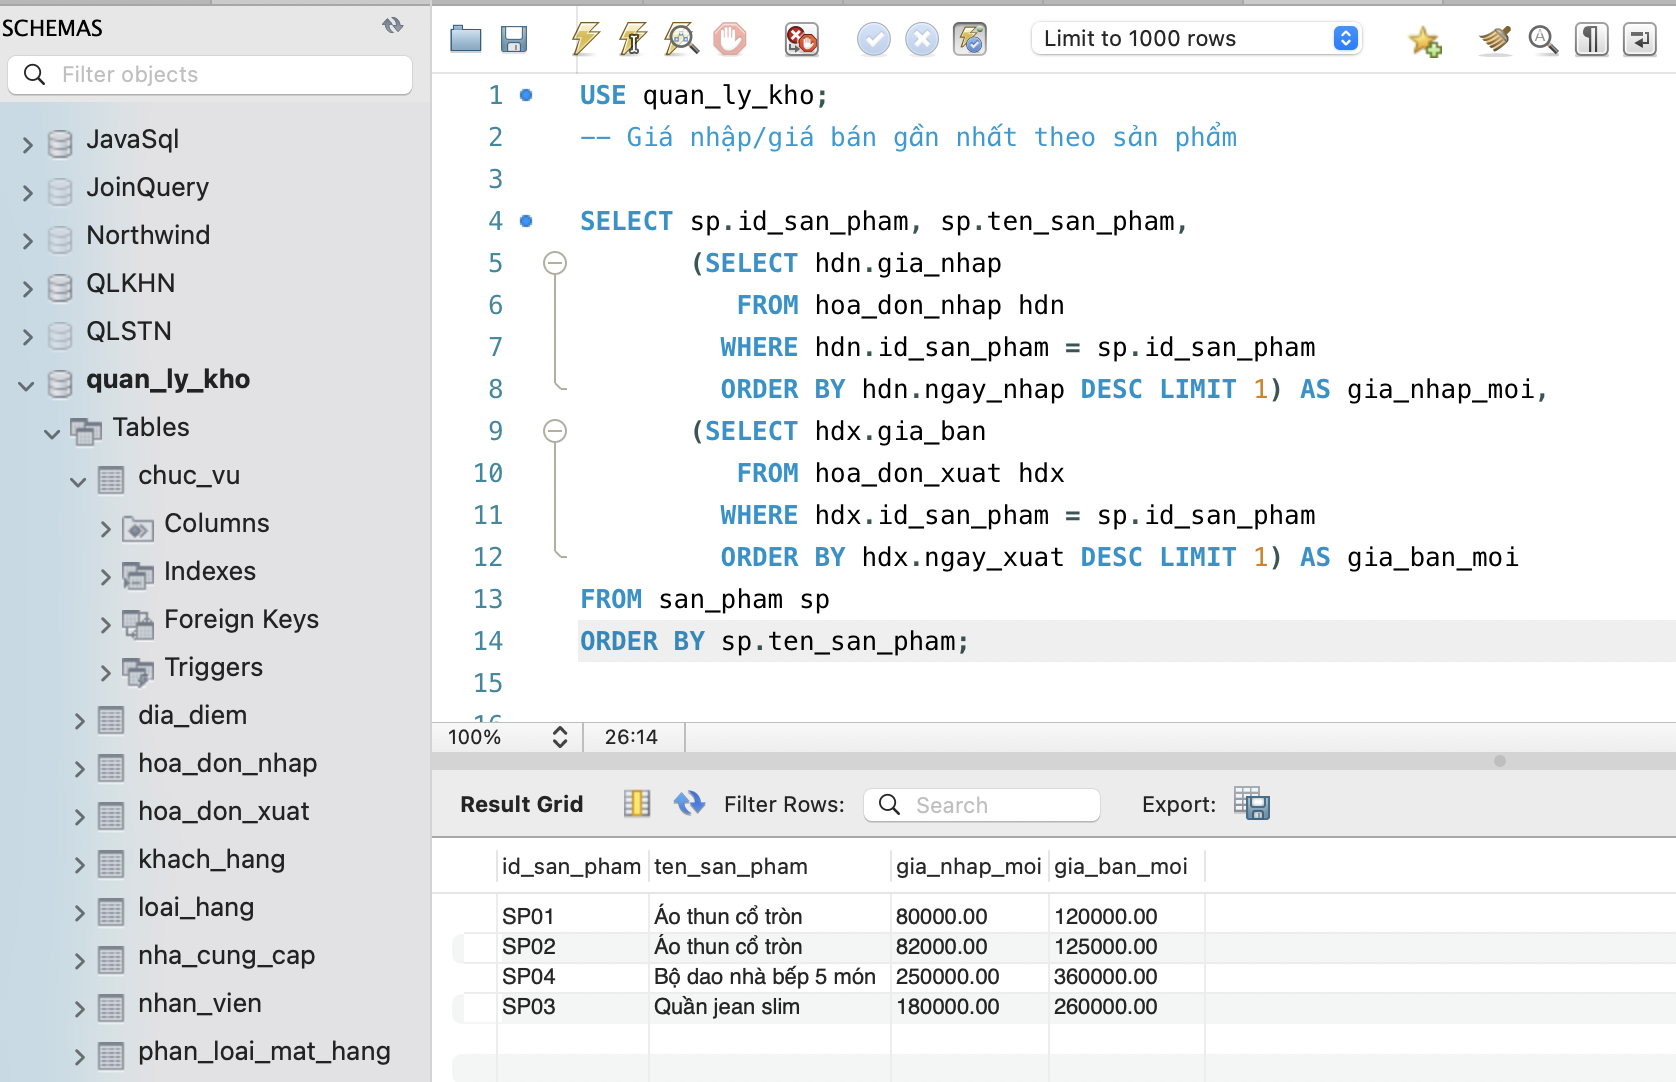 SCHEMAS
Filter objects
JavaSql
JoinQuery
Northwind
QLKHN
QLSTN
quan_ly_kho
Tables
chuc_vu
Columns
Indexes
Foreign Keys
Triggers
dia_diem
hoa_don_nhap
hoa_don_xuat
khach_hang
loai_hang
nha_cung_cap
nhan_vien
phan_loai_mat_hang
Limit to 1000 rows
1 USE quan_ly_kho;
2 -- Giá nhập/giá bán gần nhất theo sản phẩm
3
4 SELECT sp.id_san_pham, sp.ten_san_pham,
5 (SELECT hdn.gia_nhap
6 FROM hoa_don_nhap hdn
7 WHERE hdn.id_san_pham = sp.id_san_pham
8 ORDER BY hdn.ngay_nhap DESC LIMIT 1) AS gia_nhap_moi,
9 (SELECT hdx.gia_ban
10 FROM hoa_don_xuat hdx
11 WHERE hdx.id_san_pham = sp.id_san_pham
12 ORDER BY hdx.ngay_xuat DESC LIMIT 1) AS gia_ban_moi
13 FROM san_pham sp
14 ORDER BY sp.ten_san_pham;
15
16
100% 26:14
Result Grid Filter Rows: Search Export:
id_san_pham ten_san_pham gia_nhap_moi gia_ban_moi
SP01 Áo thun cổ tròn 80000.00 120000.00
SP02 Áo thun cổ tròn 82000.00 125000.00
SP04 Bộ dao nhà bếp 5 món 250000.00 360000.00
SP03 Quần jean slim 180000.00 260000.00